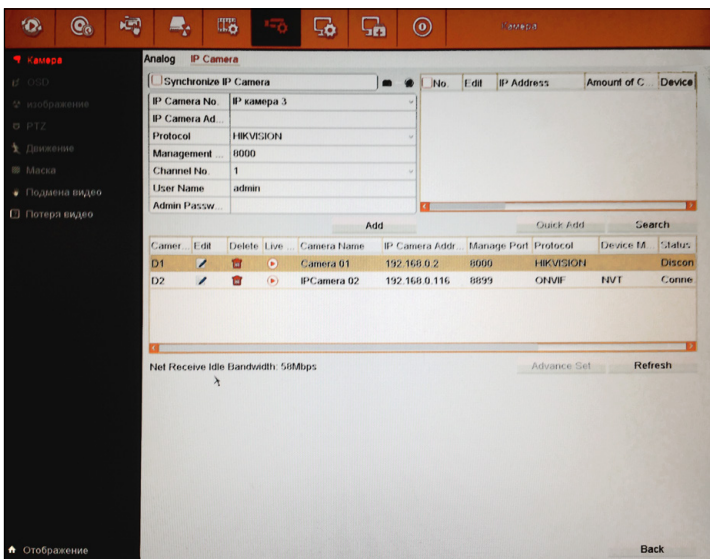 Камера
Камера
OSD
изображение
PTZ
Движение
Маска
Подмена видео
Потеря видео
Отображение
Analog IP Camera
Synchronize IP Camera
IP Camera No. IP камера 3
IP Camera Ad...
Protocol HIKVISION
Management ... 8000
Channel No. 1
User Name admin
Admin Passw...
No. Edit IP Address Amount of C... Device
Add Quick Add Search
Camer... Edit Delete Live ... Camera Name IP Camera Addr... Manage Port Protocol Device M... Status
D1 Camera 01 192.168.0.2 8000 HIKVISION Discon
D2 IPCamera 02 192.168.0.116 8899 ONVIF NVT Conne
Net Receive Idle Bandwidth: 58Mbps
Advance Set Refresh
Back